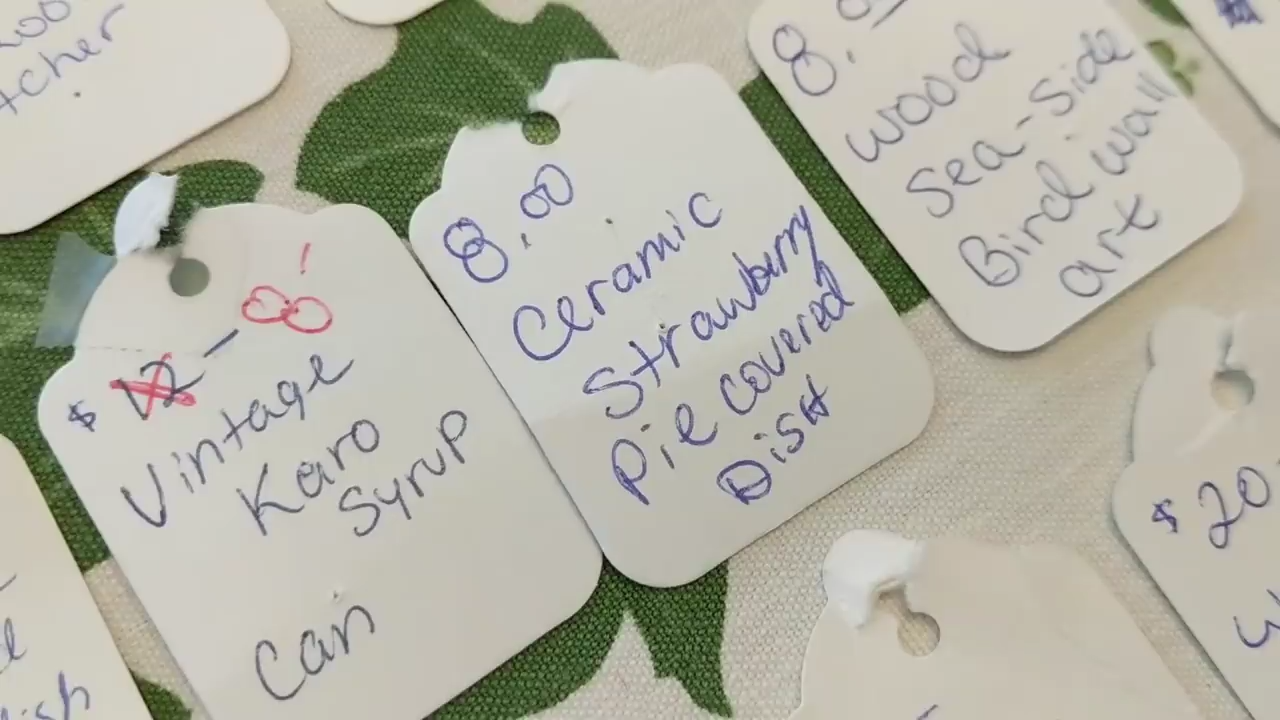 tcher
$ 12 - 8!
Vintage
Karo
Syrup
Can
8.00
Ceramic
Strawberry
Pie covered
Dish
8.00
wood
Sea-Side
Bird wall
art
$20